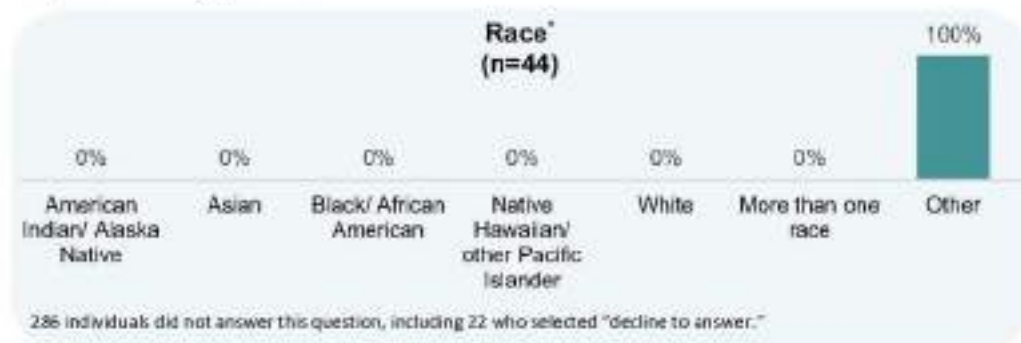 Race*
(n=44)
100%
0% 0% 0% 0% 0% 0%
American Indian/ Alaska Native
Asian
Black/ African American
Native Hawaiian/ other Pacific Islander
White
More than one race
Other
286 individuals did not answer this question, including 22 who selected "decline to answer."